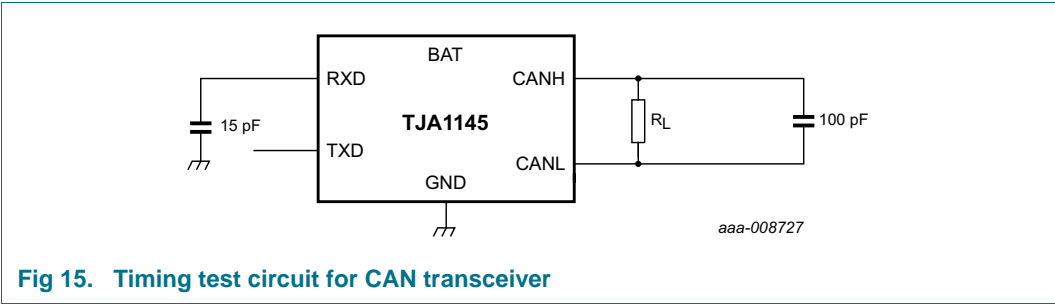 BAT
RXD
CANH
TJA1145
15 pF
RL
100 pF
TXD
CANL
GND
aaa-008727
Fig 15. Timing test circuit for CAN transceiver